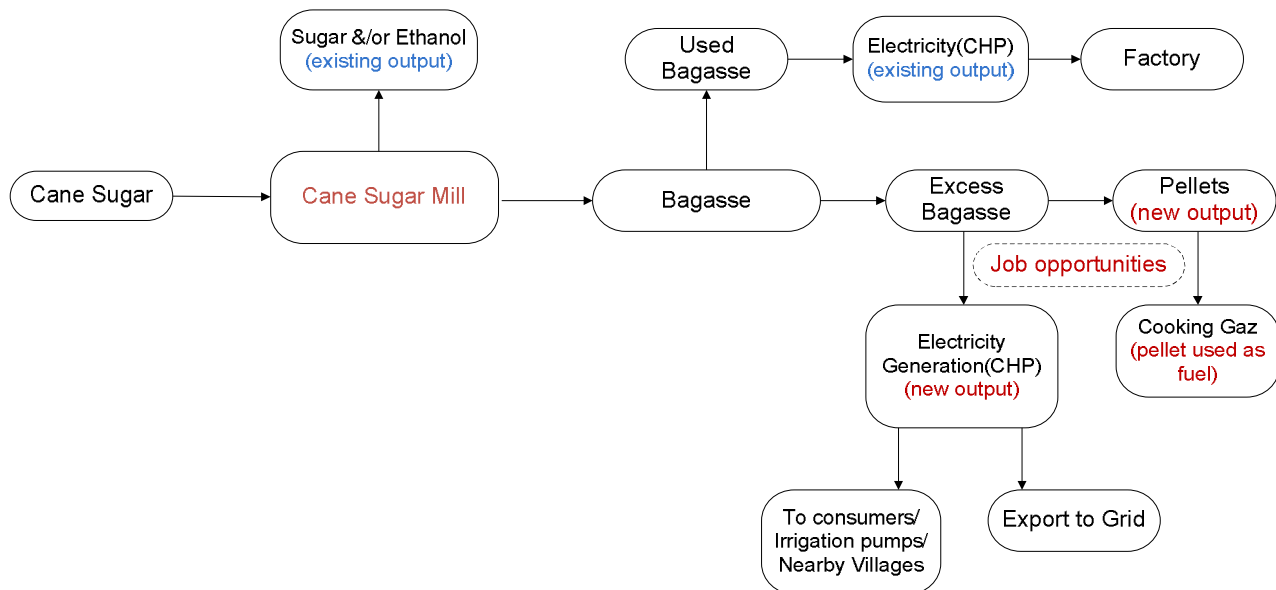 Sugar &/or Ethanol
(existing output)
Used
Bagasse
Electricity(CHP)
(existing output)
Factory
Cane Sugar
Cane Sugar Mill
Bagasse
Excess
Bagasse
Pellets
(new output)
Job opportunities
Electricity
Generation(CHP)
(new output)
Cooking Gaz
(pellet used as
fuel)
To consumers/
Irrigation pumps/
Nearby Villages
Export to Grid